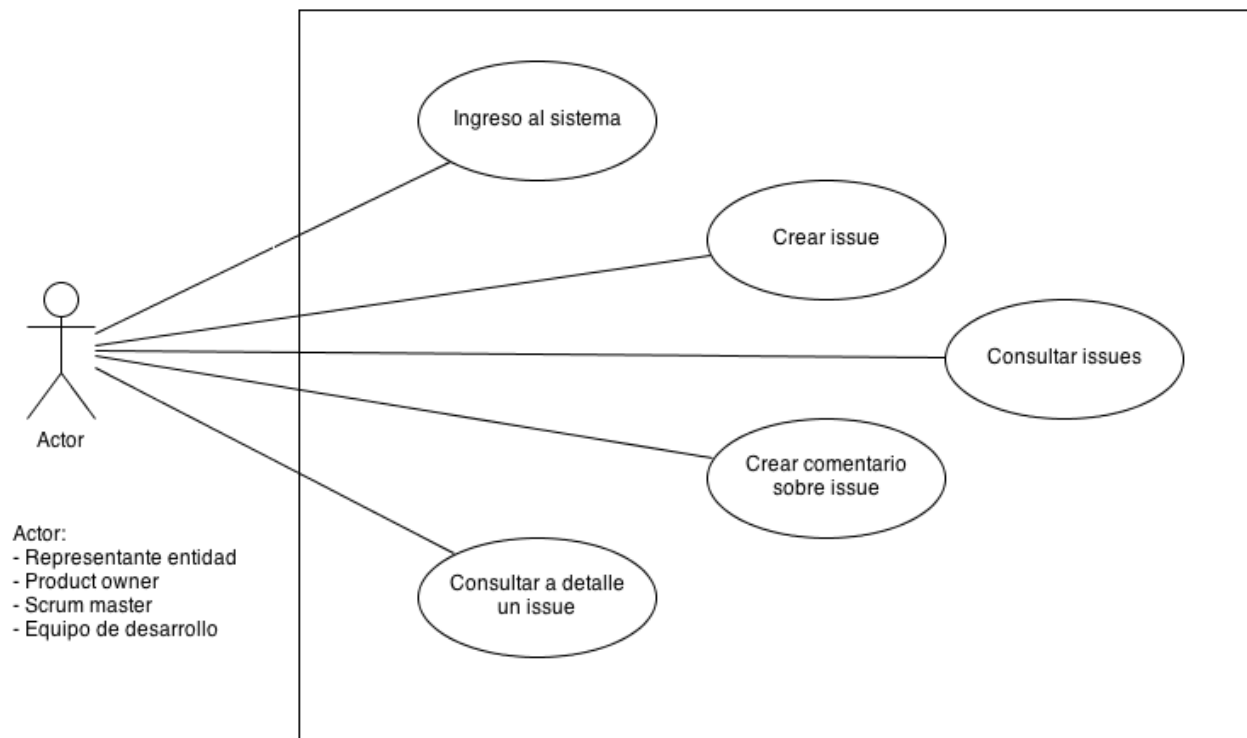 Ingreso al sistema
Crear issue
Consultar issues
Actor
Crear comentario
sobre issue
Actor:
- Representante entidad
- Product owner
- Scrum master
- Equipo de desarrollo
Consultar a detalle
un issue